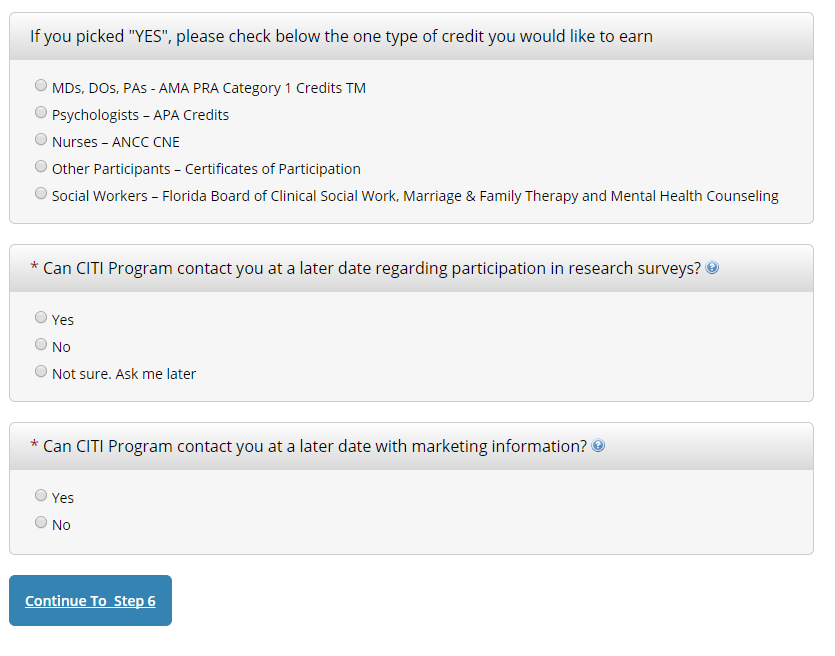 If you picked "YES", please check below the one type of credit you would like to earn
MDs, DOs, PAs - AMA PRA Category 1 Credits TM
Psychologists – APA Credits
Nurses – ANCC CNE
Other Participants – Certificates of Participation
Social Workers – Florida Board of Clinical Social Work, Marriage & Family Therapy and Mental Health Counseling
* Can CITI Program contact you at a later date regarding participation in research surveys? ?
Yes
No
Not sure. Ask me later
* Can CITI Program contact you at a later date with marketing information? ?
Yes
No
Continue To  Step 6